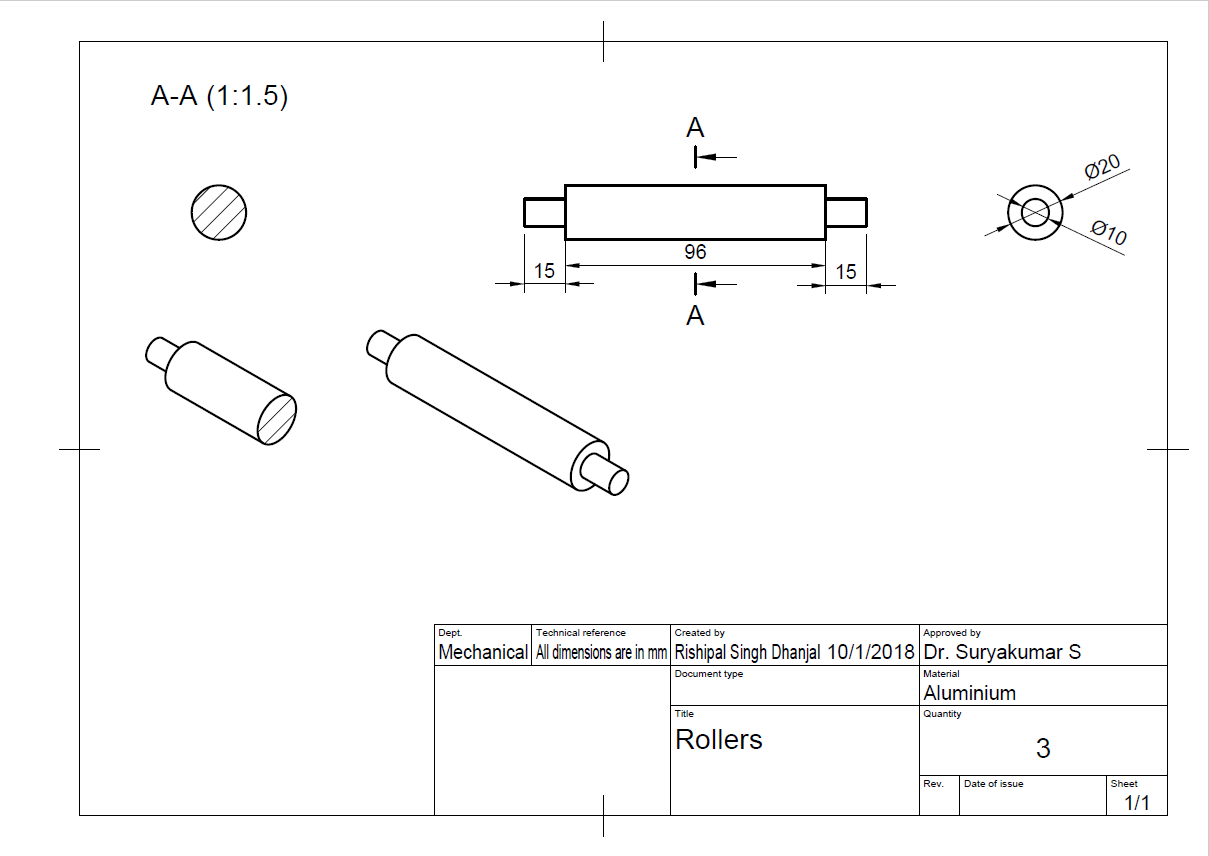 A-A (1:1.5)
A
Ø20
Ø10
96
15
15
A
Dept.
Mechanical
Technical reference
All dimensions are in mm
Created by
Rishipal Singh Dhanjal 10/1/2018
Approved by
Dr. Suryakumar S
Document type
Material
Aluminium
Title
Rollers
Quantity
3
Rev.
Date of issue
Sheet
1/1